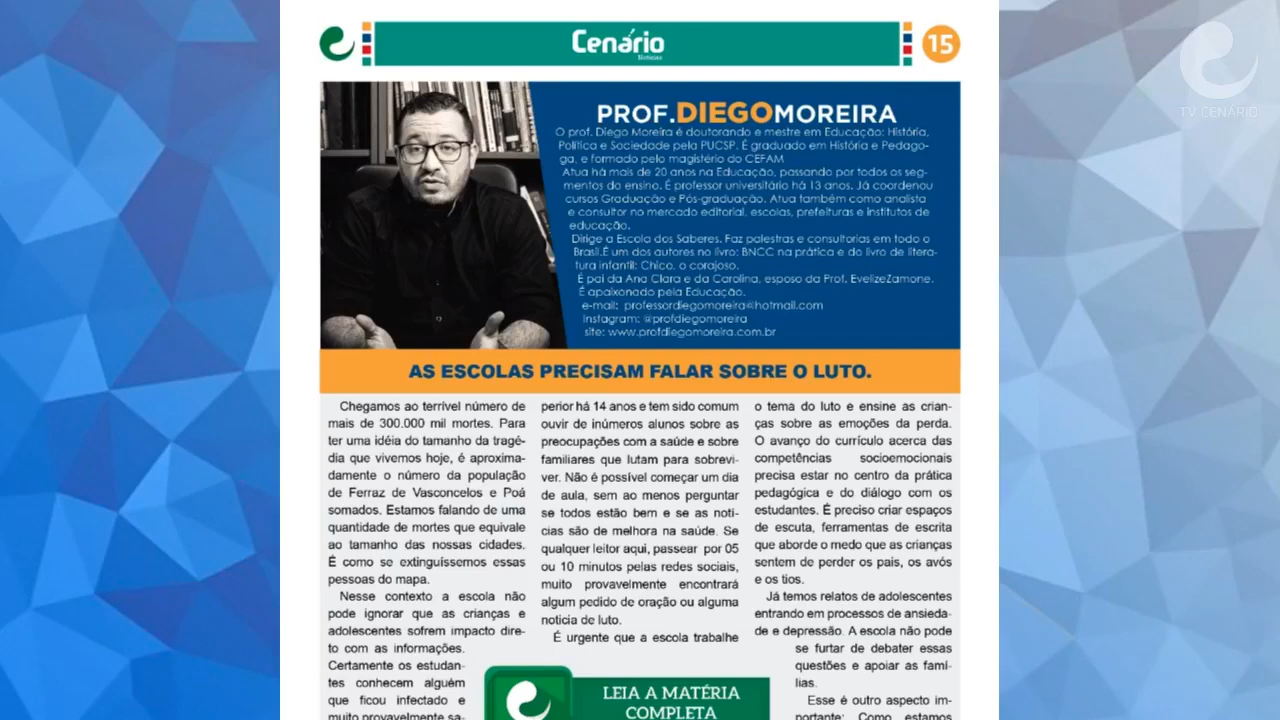 Cenário
Notícias
15
TV CENÁRIO
PROF.DIEGOMOREIRA
O prof. Diego Moreira é doutorando e mestre em Educação: História,
Política e Sociedade pela PUCSP. É graduado em História e Pedago-
ga, e formado pelo magistério do CEFAM
Atua há mais de 20 anos na Educação, passando por todos os seg-
mentos do ensino. É professor universitário há 13 anos. Já coordenou
cursos Graduação e Pós-graduação. Atua também como analista
e consultor no mercado editorial, escolas, prefeituras e institutos de
educação.
Dirige a Escola dos Saberes. Faz palestras e consultorias em todo o
Brasil.É um dos autores no livro: BNCC na prática e do livro de litera-
tura infantil: Chico, o corajoso.
É pai da Ana Clara e da Carolina, esposo da Prof. EvelizeZamone.
É apaixonado pela Educação.
e-mail: professordiegomoreira@hotmail.com
Instagram: @profdiegomoreira
site: www.profdiegomoreira.com.br
AS ESCOLAS PRECISAM FALAR SOBRE O LUTO.
Chegamos ao terrível número de
mais de 300.000 mil mortes. Para
ter uma idéia do tamanho da tragé-
dia que vivemos hoje, é aproxima-
damente o número da população
de Ferraz de Vasconcelos e Poá
somados. Estamos falando de uma
quantidade de mortes que equivale
ao tamanho das nossas cidades.
É como se extinguíssemos essas
pessoas do mapa.
Nesse contexto a escola não
pode ignorar que as crianças e
adolescentes sofrem impacto dire-
to com as informações.
Certamente os estudan-
tes conhecem alguém
que ficou infectado e
muito provavelmente sa-
perior há 14 anos e tem sido comum
ouvir de inúmeros alunos sobre as
preocupações com a saúde e sobre
familiares que lutam para sobrevi-
ver. Não é possível começar um dia
de aula, sem ao menos perguntar
se todos estão bem e se as notí-
cias são de melhora na saúde. Se
qualquer leitor aqui, passear por 05
ou 10 minutos pelas redes sociais,
muito provavelmente encontrará
algum pedido de oração ou alguma
noticia de luto.
É urgente que a escola trabalhe
o tema do luto e ensine as crian-
ças sobre as emoções da perda.
O avanço do currículo acerca das
competências socioemocionais
precisa estar no centro da prática
pedagógica e do diálogo com os
estudantes. É preciso criar espaços
de escuta, ferramentas de escrita
que aborde o medo que as crianças
sentem de perder os pais, os avós
e os tios.
Já temos relatos de adolescentes
entrando em processos de ansieda-
de e depressão. A escola não pode
se furtar de debater essas
questões e apoiar as famí-
lias.
Esse é outro aspecto im-
portante: Como estamos
LEIA A MATÉRIA
COMPLETA